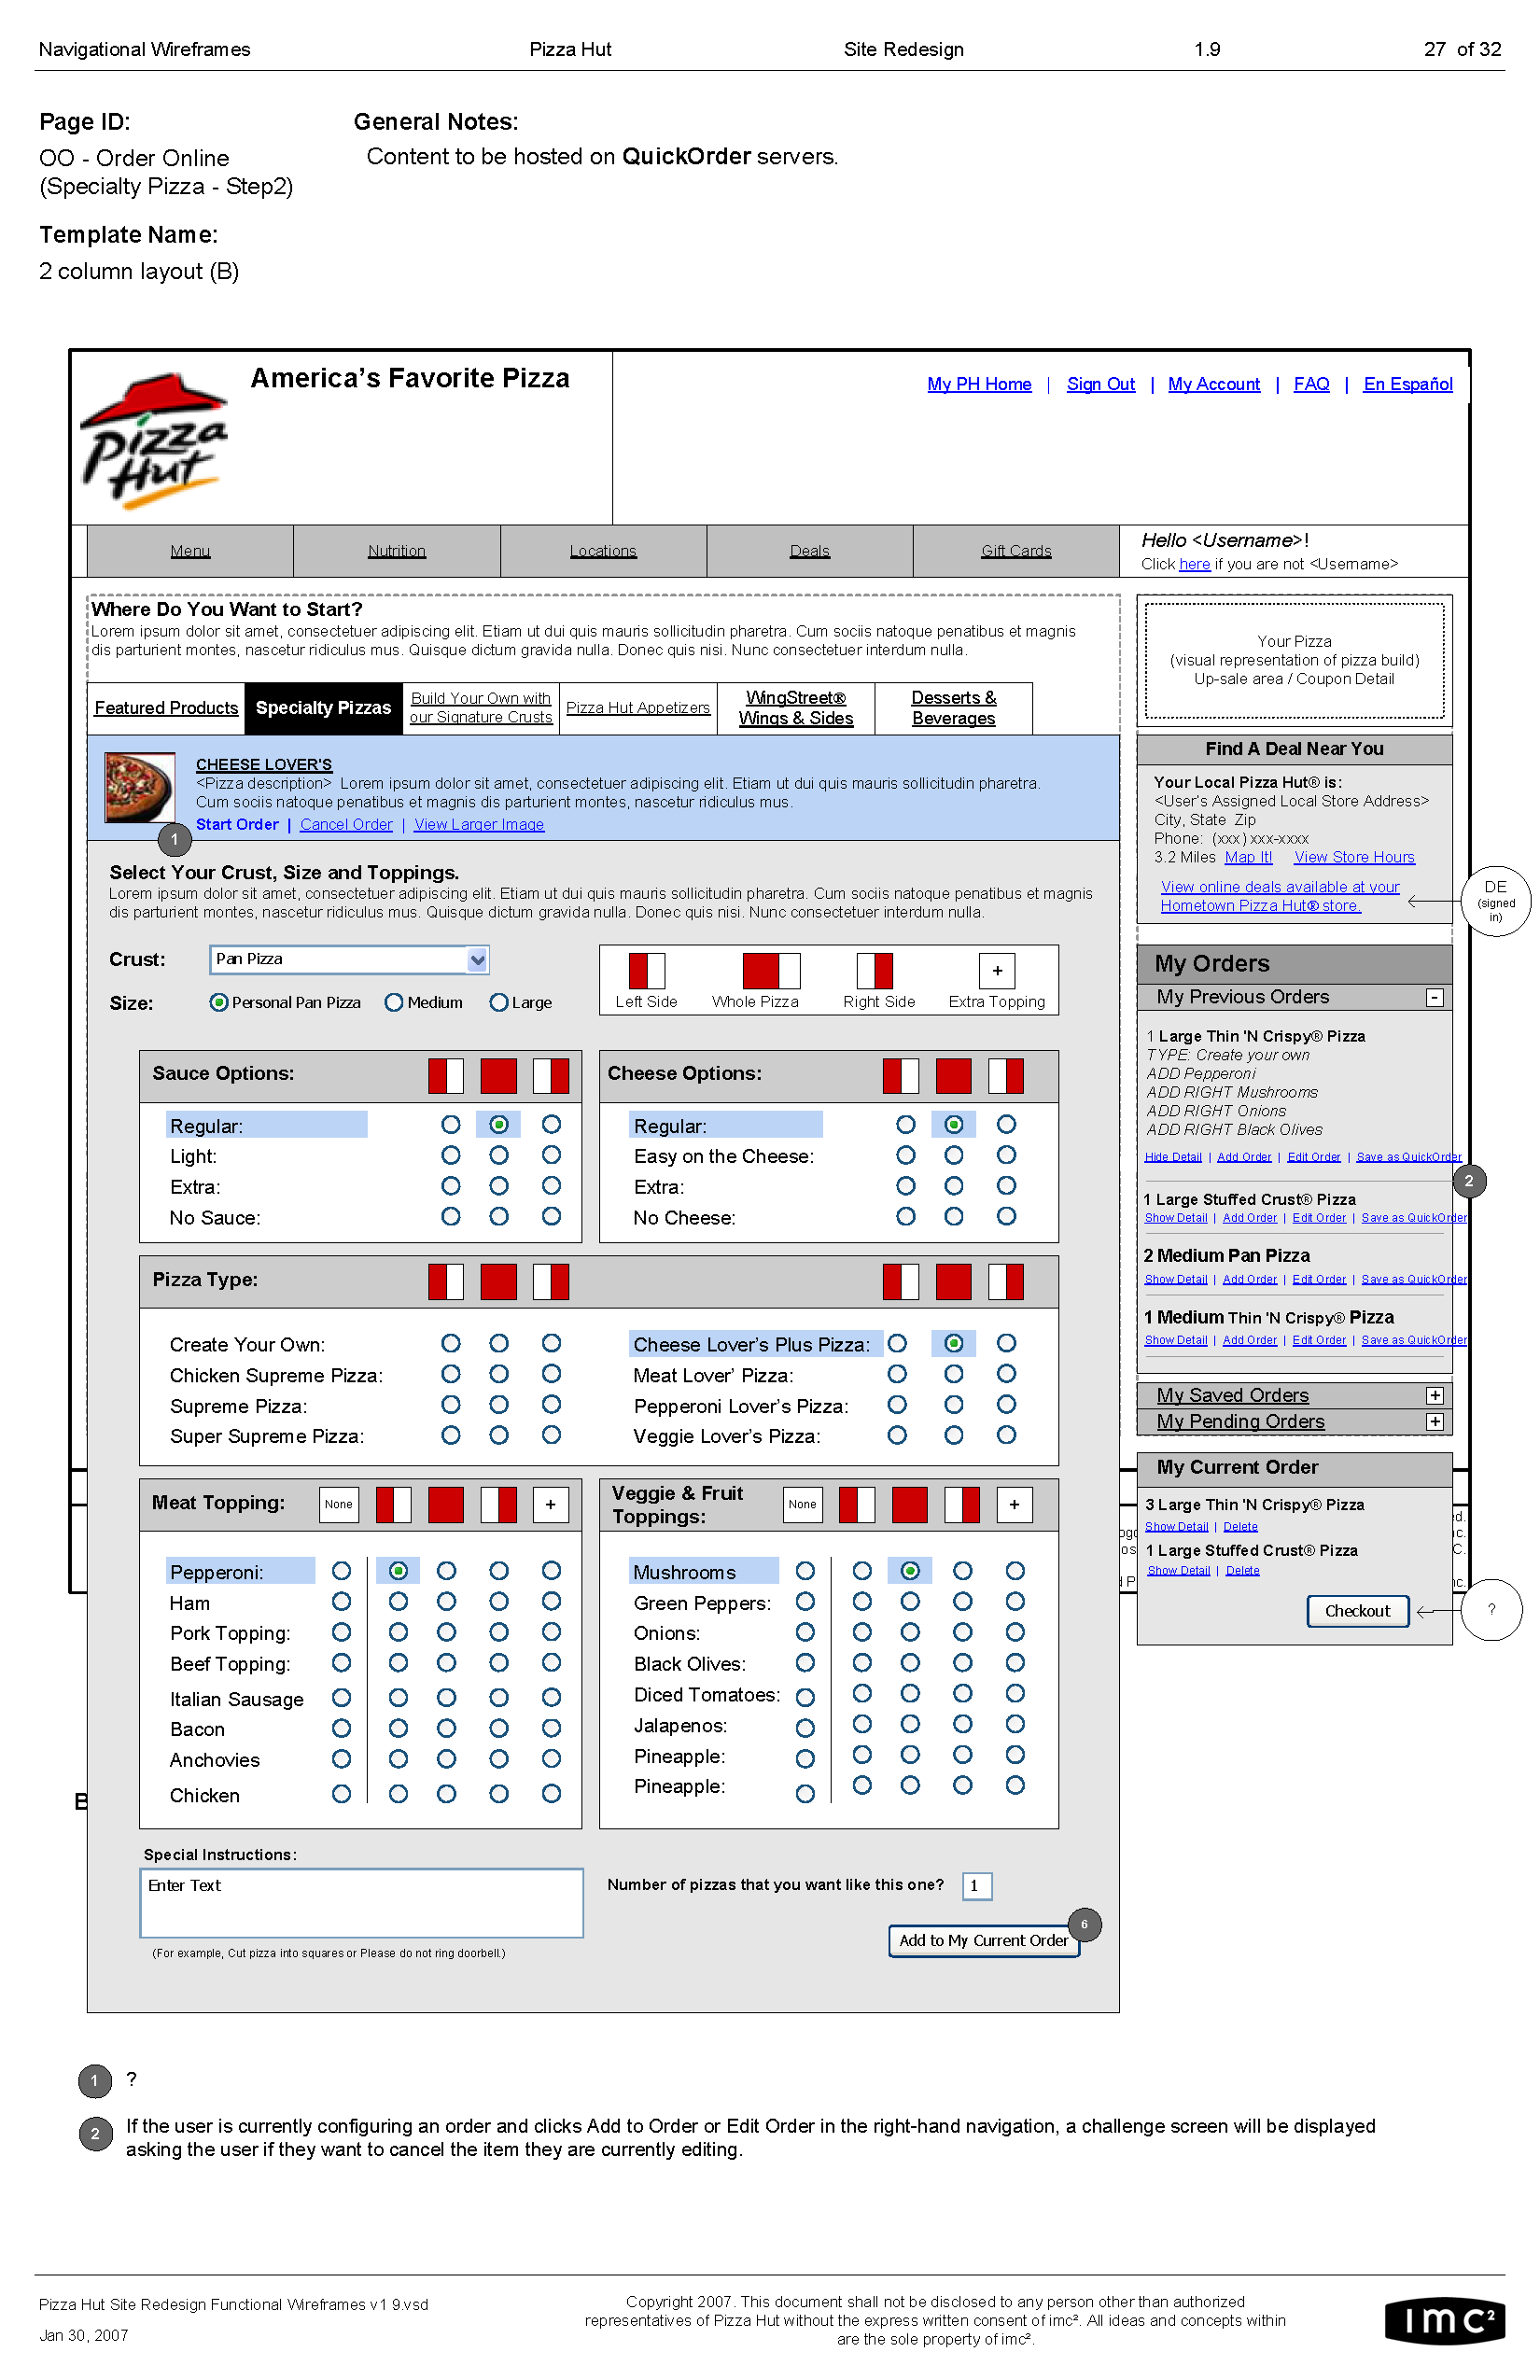 Navigational Wireframes Pizza Hut Site Redesign 1.9 27 of 32
Page ID:
OO - Order Online
(Specialty Pizza - Step2)
General Notes:
Content to be hosted on QuickOrder servers.
Template Name:
2 column layout (B)
Pizza Hut
America's Favorite Pizza
My PH Home | Sign Out | My Account | FAQ | En Español
Menu Nutrition Locations Deals Gift Cards
Hello <Username>!
Click here if you are not <Username>
Where Do You Want to Start?
Lorem ipsum dolor sit amet, consectetuer adipiscing elit. Etiam ut dui quis mauris sollicitudin pharetra. Cum sociis natoque penatibus et magnis
dis parturient montes, nascetur ridiculus mus. Quisque dictum gravida nulla. Donec quis nisi. Nunc consectetuer interdum nulla.
Featured Products
Specialty Pizzas
Build Your Own with
our Signature Crusts
Pizza Hut Appetizers
WingStreet®
Wings & Sides
Desserts &
Beverages
CHEESE LOVER'S
<Pizza description> Lorem ipsum dolor sit amet, consectetuer adipiscing elit. Etiam ut dui quis mauris sollicitudin pharetra.
Cum sociis natoque penatibus et magnis dis parturient montes, nascetur ridiculus mus.
Start Order | Cancel Order | View Larger Image
1
Select Your Crust, Size and Toppings.
Lorem ipsum dolor sit amet, consectetuer adipiscing elit. Etiam ut dui quis mauris sollicitudin pharetra. Cum sociis natoque penatibus et magnis
dis parturient montes, nascetur ridiculus mus. Quisque dictum gravida nulla. Donec quis nisi. Nunc consectetuer interdum nulla.
Crust: Pan Pizza
Size: Personal Pan Pizza Medium Large
+
Left Side Whole Pizza Right Side Extra Topping
Sauce Options:
Regular:
Light:
Extra:
No Sauce:
Cheese Options:
Regular:
Easy on the Cheese:
Extra:
No Cheese:
Pizza Type:
Create Your Own:
Chicken Supreme Pizza:
Supreme Pizza:
Super Supreme Pizza:
Cheese Lover's Plus Pizza:
Meat Lover' Pizza:
Pepperoni Lover's Pizza:
Veggie Lover's Pizza:
Meat Topping: None +
Pepperoni:
Ham
Pork Topping:
Beef Topping:
Italian Sausage
Bacon
Anchovies
Chicken
Veggie & Fruit
Toppings:
None +
Mushrooms
Green Peppers:
Onions:
Black Olives:
Diced Tomatoes:
Jalapenos:
Pineapple:
Pineapple:
B
Special Instructions:
Enter Text
(For example, Cut pizza into squares or Please do not ring doorbell.)
Number of pizzas that you want like this one? 1
Add to My Current Order
6
Your Pizza
(visual representation of pizza build)
Up-sale area / Coupon Detail
Find A Deal Near You
Your Local Pizza Hut® is:
<User's Assigned Local Store Address>
City, State Zip
Phone: (xxx) xxx-xxxx
3.2 Miles Map It! View Store Hours
View online deals available at your
Hometown Pizza Hut® store.
DE
(signed
in)
My Orders
My Previous Orders -
1 Large Thin 'N Crispy® Pizza
TYPE: Create your own
ADD Pepperoni
ADD RIGHT Mushrooms
ADD RIGHT Onions
ADD RIGHT Black Olives
Hide Detail | Add Order | Edit Order | Save as QuickOrder
2
1 Large Stuffed Crust® Pizza
Show Detail | Add Order | Edit Order | Save as QuickOrder
2 Medium Pan Pizza
Show Detail | Add Order | Edit Order | Save as QuickOrder
1 Medium Thin 'N Crispy® Pizza
Show Detail | Add Order | Edit Order | Save as QuickOrder
My Saved Orders +
My Pending Orders +
My Current Order
3 Large Thin 'N Crispy® Pizza
Show Detail | Delete
1 Large Stuffed Crust® Pizza
Show Detail | Delete
Checkout
?
1 ?
2 If the user is currently configuring an order and clicks Add to Order or Edit Order in the right-hand navigation, a challenge screen will be displayed
asking the user if they want to cancel the item they are currently editing.
Pizza Hut Site Redesign Functional Wireframes v1 9.vsd
Jan 30, 2007
Copyright 2007. This document shall not be disclosed to any person other than authorized
representatives of Pizza Hut without the express written consent of imc². All ideas and concepts within
are the sole property of imc².
imc²